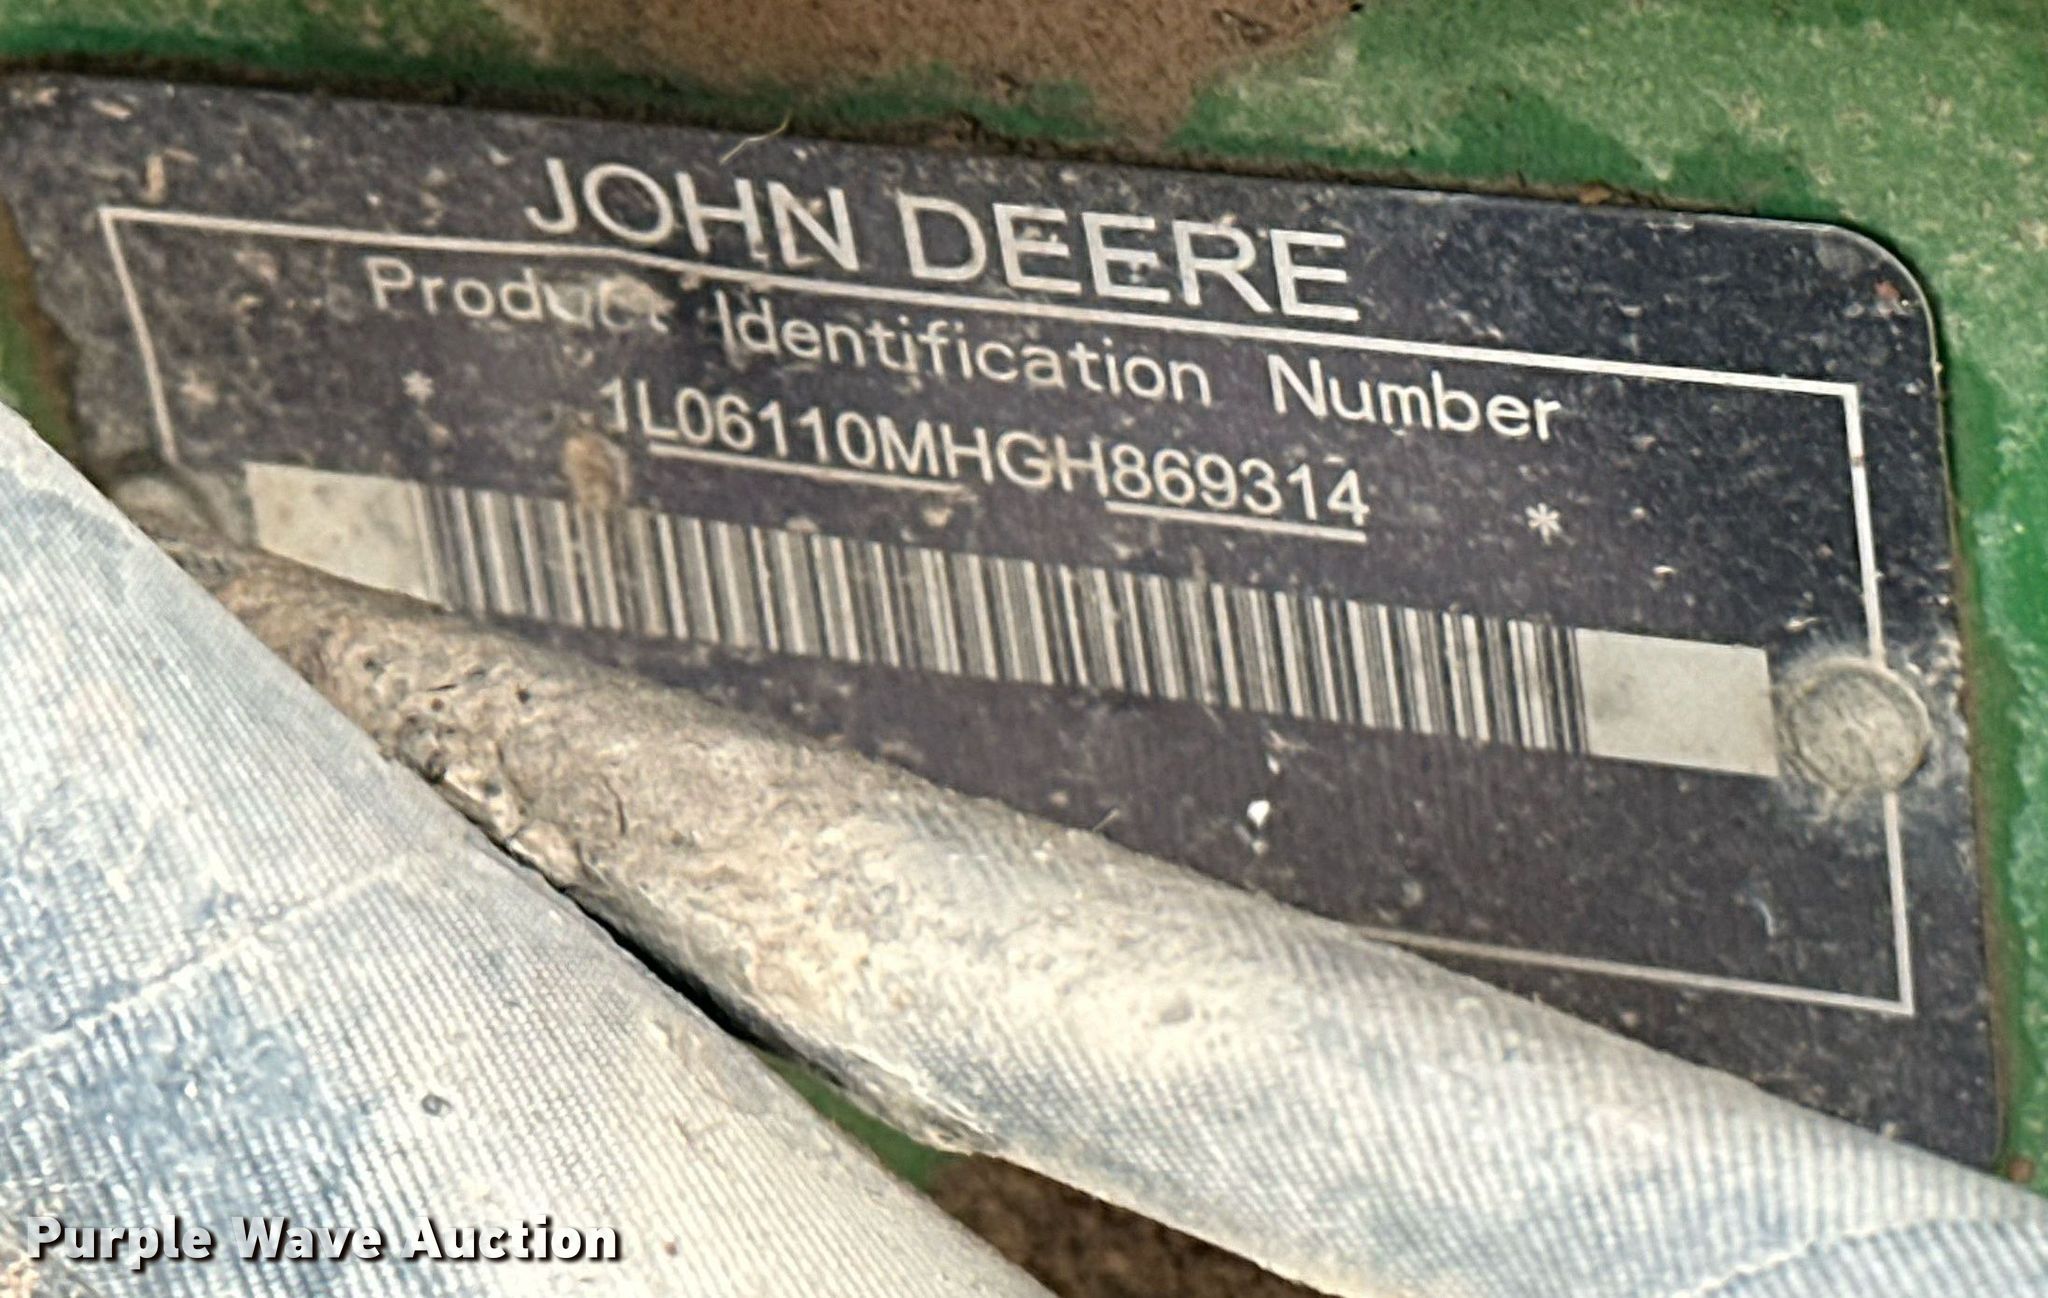 JOHN DEERE
Product Identification Number
* 1L06110MHGH869314 *
Purple Wave Auction